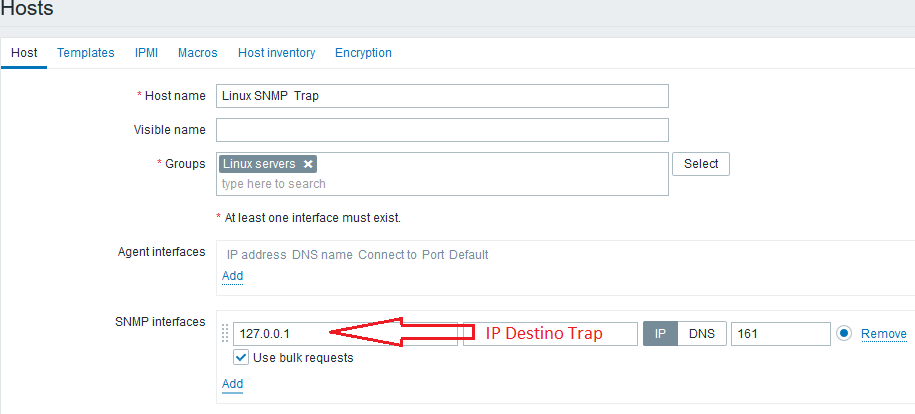 Hosts
Host Templates IPMI Macros Host inventory Encryption
* Host name Linux SNMP Trap
Visible name
* Groups Linux servers × Select
type here to search
* At least one interface must exist.
Agent interfaces IP address DNS name Connect to Port Default
Add
SNMP interfaces 127.0.0.1 IP Destino Trap IP DNS 161 Remove
Use bulk requests
Add